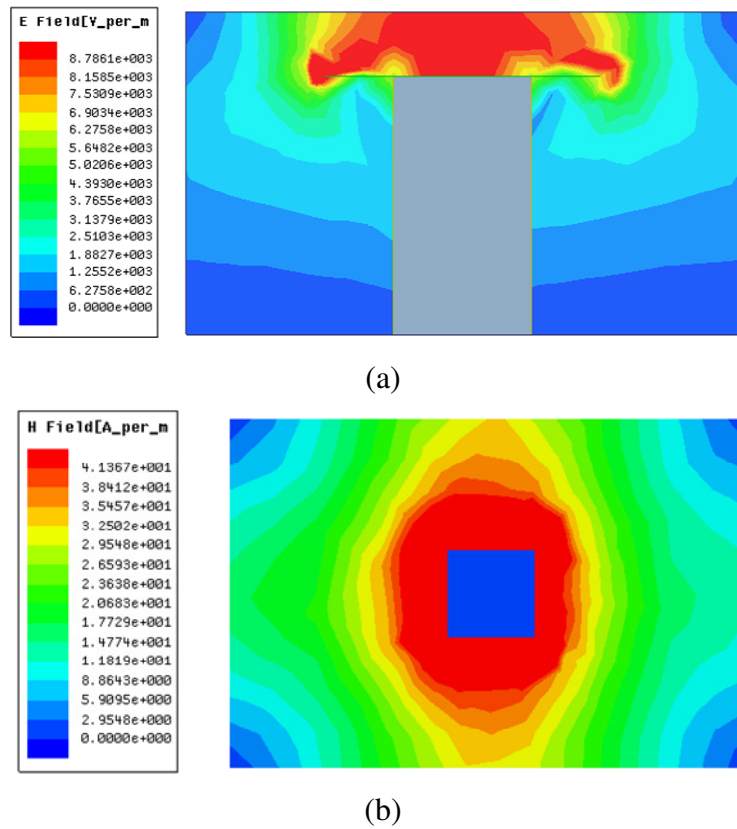 E Field[V_per_m
8.7861e+003
8.1585e+003
7.5309e+003
6.9034e+003
6.2758e+003
5.6482e+003
5.0206e+003
4.3930e+003
3.7655e+003
3.1379e+003
2.5103e+003
1.8827e+003
1.2552e+003
6.2758e+002
0.0000e+000
(a)
H Field[A_per_m
4.1367e+001
3.8412e+001
3.5457e+001
3.2502e+001
2.9548e+001
2.6593e+001
2.3638e+001
2.0683e+001
1.7729e+001
1.4774e+001
1.1819e+001
8.8643e+000
5.9095e+000
2.9548e+000
0.0000e+000
(b)